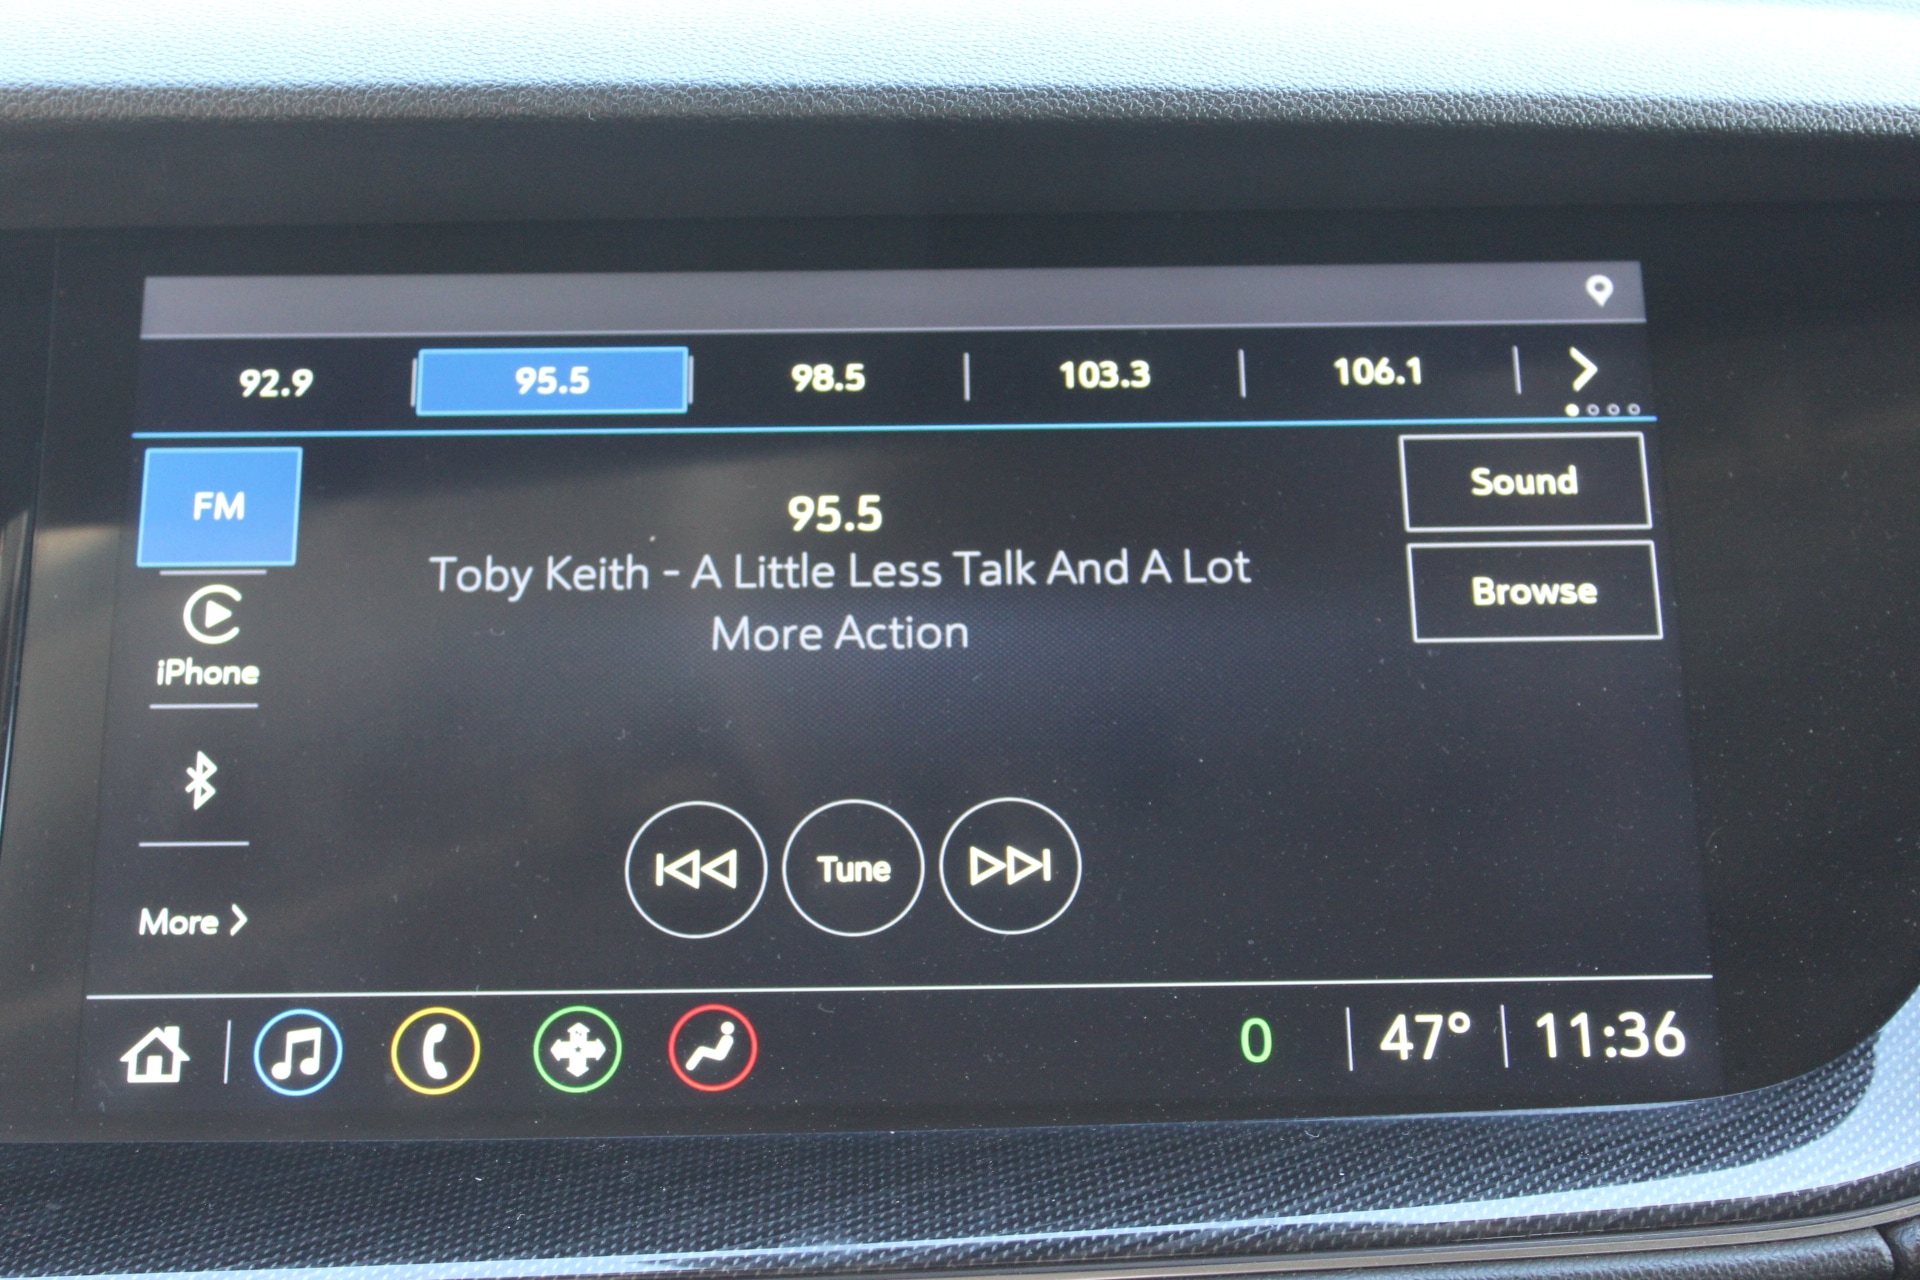 92.9
95.5
98.5
103.3
106.1
FM
95.5
Sound
Toby Keith - A Little Less Talk And A Lot
More Action
Browse
iPhone
Tune
More
0
47°
11:36